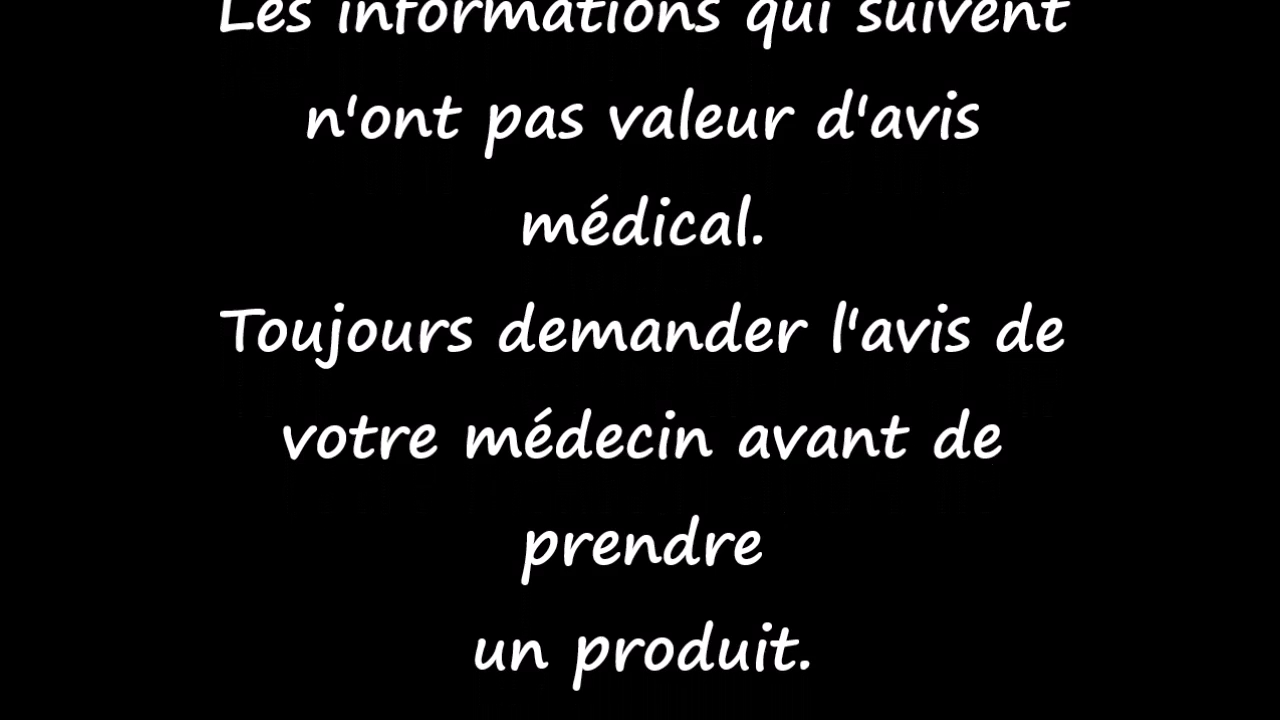 Les informations qui suivent
n'ont pas valeur d'avis
médical.
Toujours demander l'avis de
votre médecin avant de
prendre
un produit.